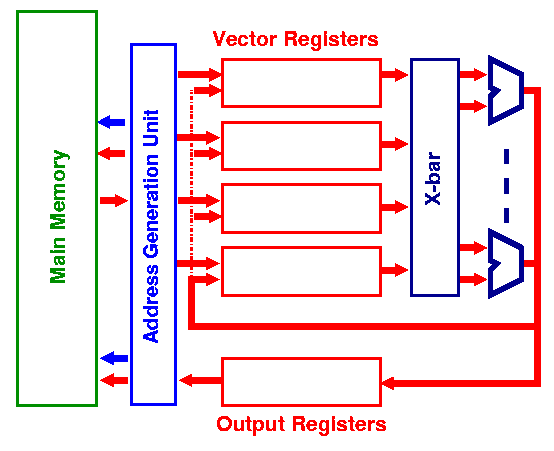 Vector Registers
Main Memory
Address Generation Unit
X-bar
Output Registers